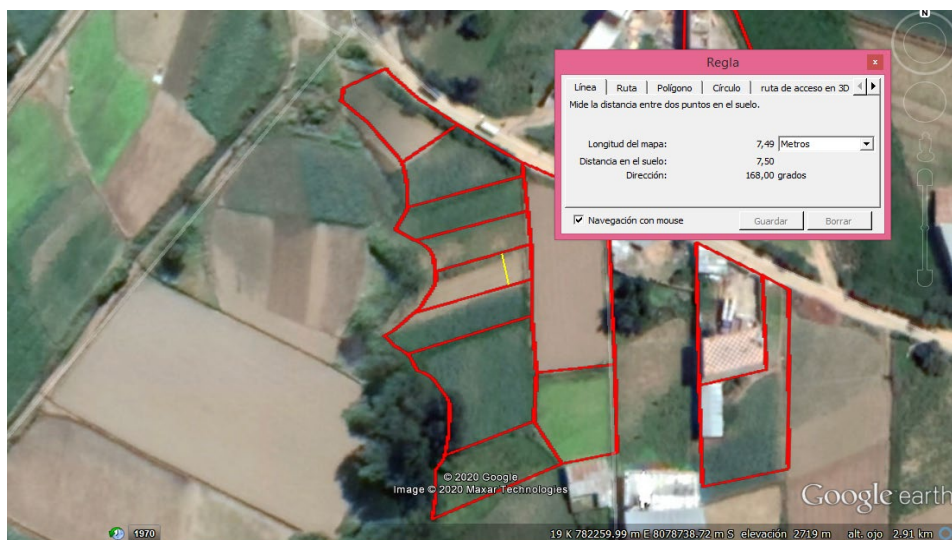 N
Regla
x
Línea Ruta Polígono Círculo ruta de acceso en 3D
Mide la distancia entre dos puntos en el suelo.
Longitud del mapa: 7,49 Metros
Distancia en el suelo: 7,50
Dirección: 168,00 grados
Navegación con mouse Guardar Borrar
© 2020 Google
Image © 2020 Maxar Technologies
Google earth
1970 19 K 782259.99 m E 8078738.72 m S elevación 2719 m alt. ojo 2.91 km